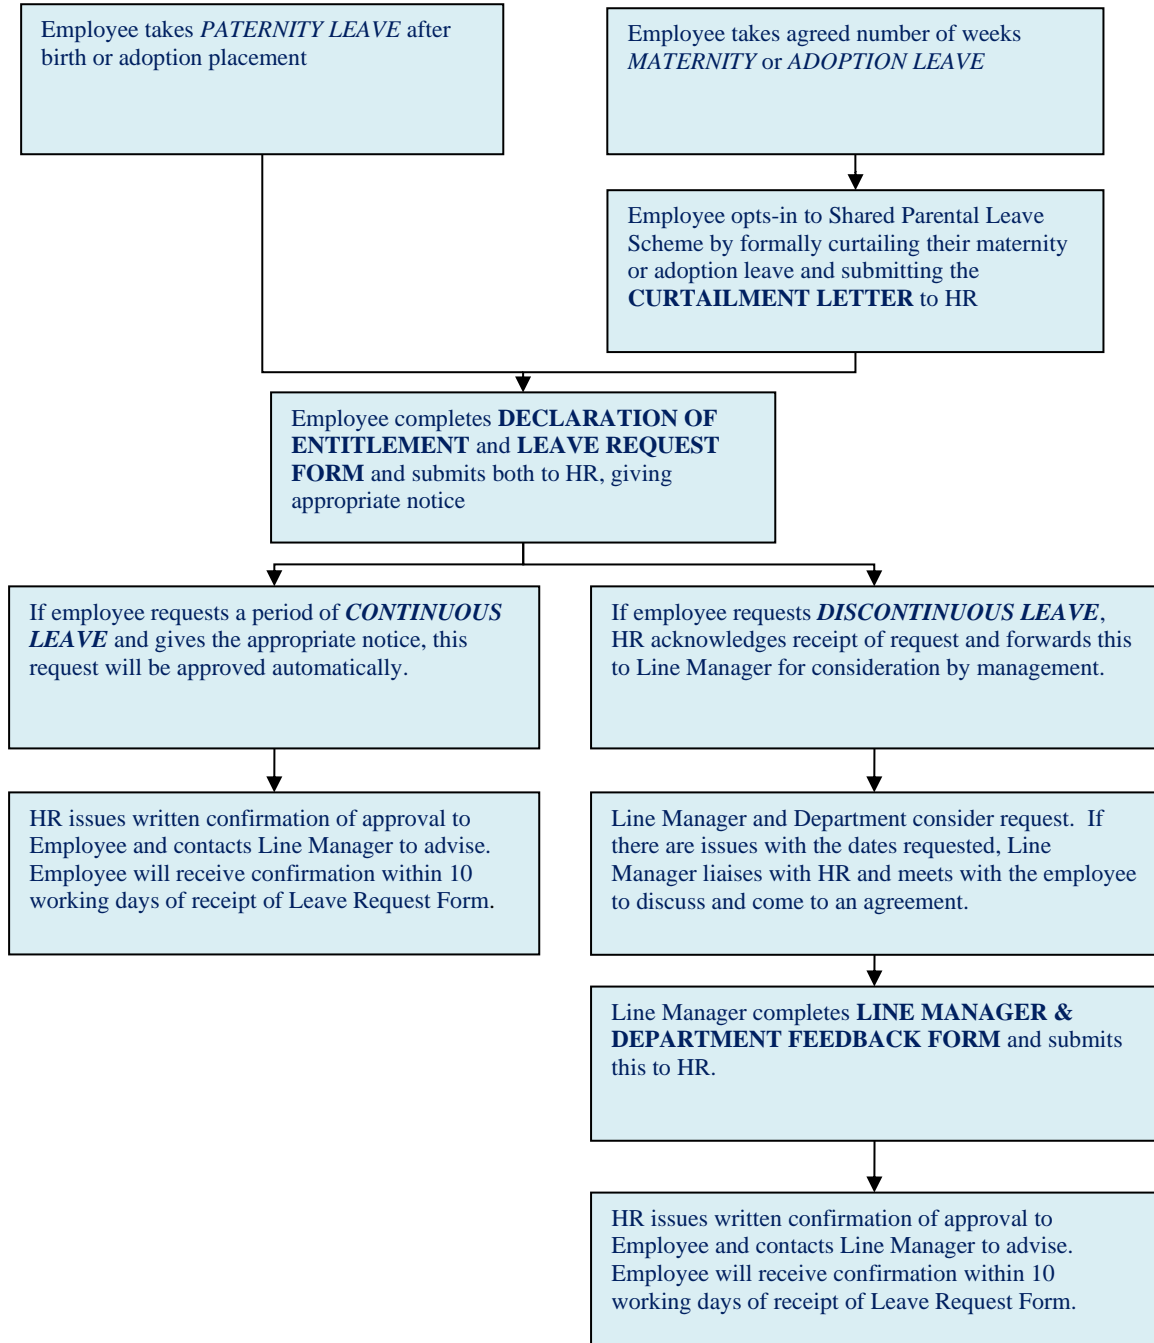 Employee takes PATERNITY LEAVE after
birth or adoption placement
Employee takes agreed number of weeks
MATERNITY or ADOPTION LEAVE
Employee opts-in to Shared Parental Leave
Scheme by formally curtailing their maternity
or adoption leave and submitting the
CURTAILMENT LETTER to HR
Employee completes DECLARATION OF
ENTITLEMENT and LEAVE REQUEST
FORM and submits both to HR, giving
appropriate notice
If employee requests a period of CONTINUOUS
LEAVE and gives the appropriate notice, this
request will be approved automatically.
If employee requests DISCONTINUOUS LEAVE,
HR acknowledges receipt of request and forwards this
to Line Manager for consideration by management.
HR issues written confirmation of approval to
Employee and contacts Line Manager to advise.
Employee will receive confirmation within 10
working days of receipt of Leave Request Form.
Line Manager and Department consider request.  If
there are issues with the dates requested, Line
Manager liaises with HR and meets with the employee
to discuss and come to an agreement.
Line Manager completes LINE MANAGER &
DEPARTMENT FEEDBACK FORM and submits
this to HR.
HR issues written confirmation of approval to
Employee and contacts Line Manager to advise.
Employee will receive confirmation within 10
working days of receipt of Leave Request Form.